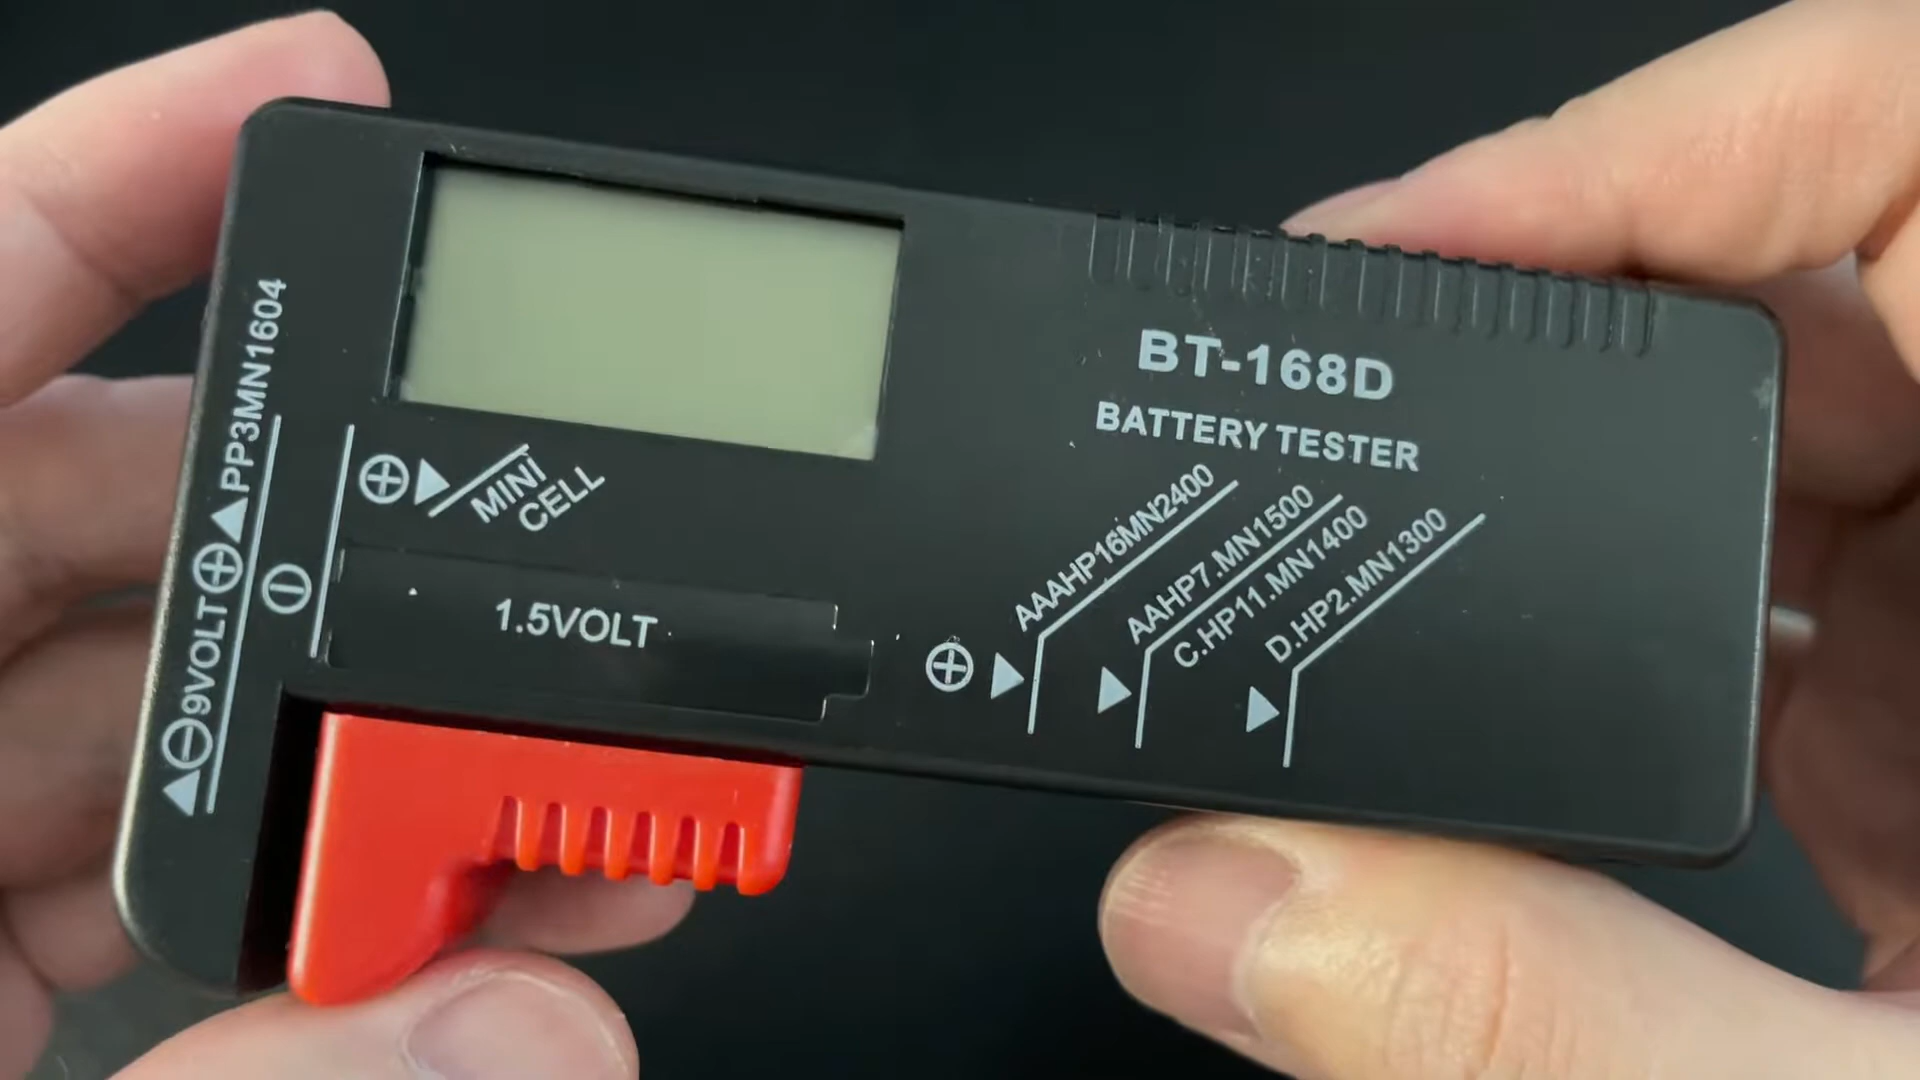 BT-168D
BATTERY TESTER
PP3MN1604
9VOLT
MINI
CELL
1.5VOLT
AAAHP16MN2400
AAHP7.MN1500
C.HP11.MN1400
D.HP2.MN1300